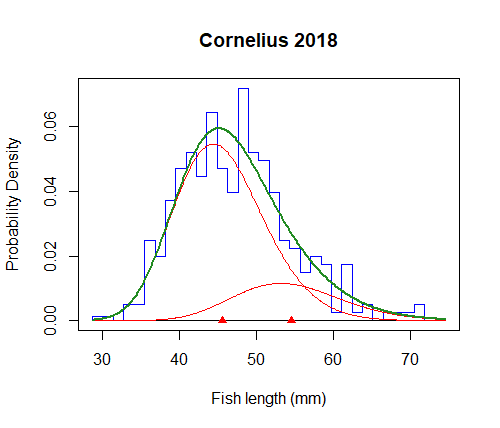 Cornelius 2018
Probability Density
0.06
0.04
0.02
0.00
30 40 50 60 70
Fish length (mm)